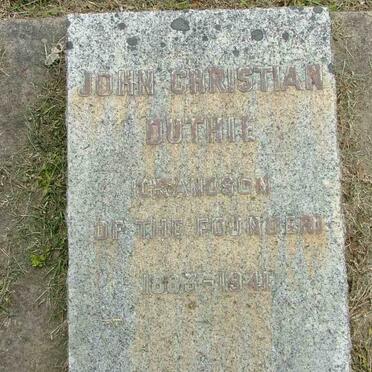 JOHN CHRISTIAN
DUTHIE
(GRANDSON
OF THE FOUNDER)